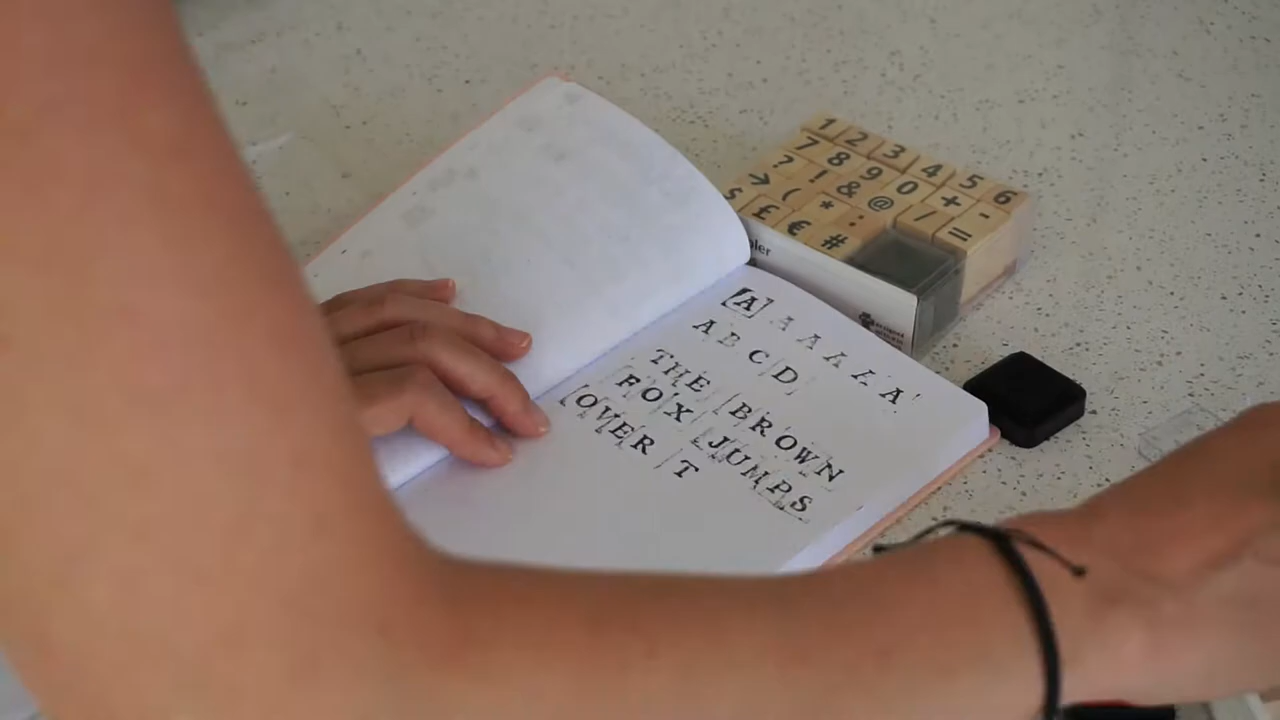 1 2 3 4 5 6
7 8 9 0 + -
? ! & @ / =
→ ( * :
$ £ € #
A A A A A A
A B C D
THE BROWN
FOX JUMPS
OVER T